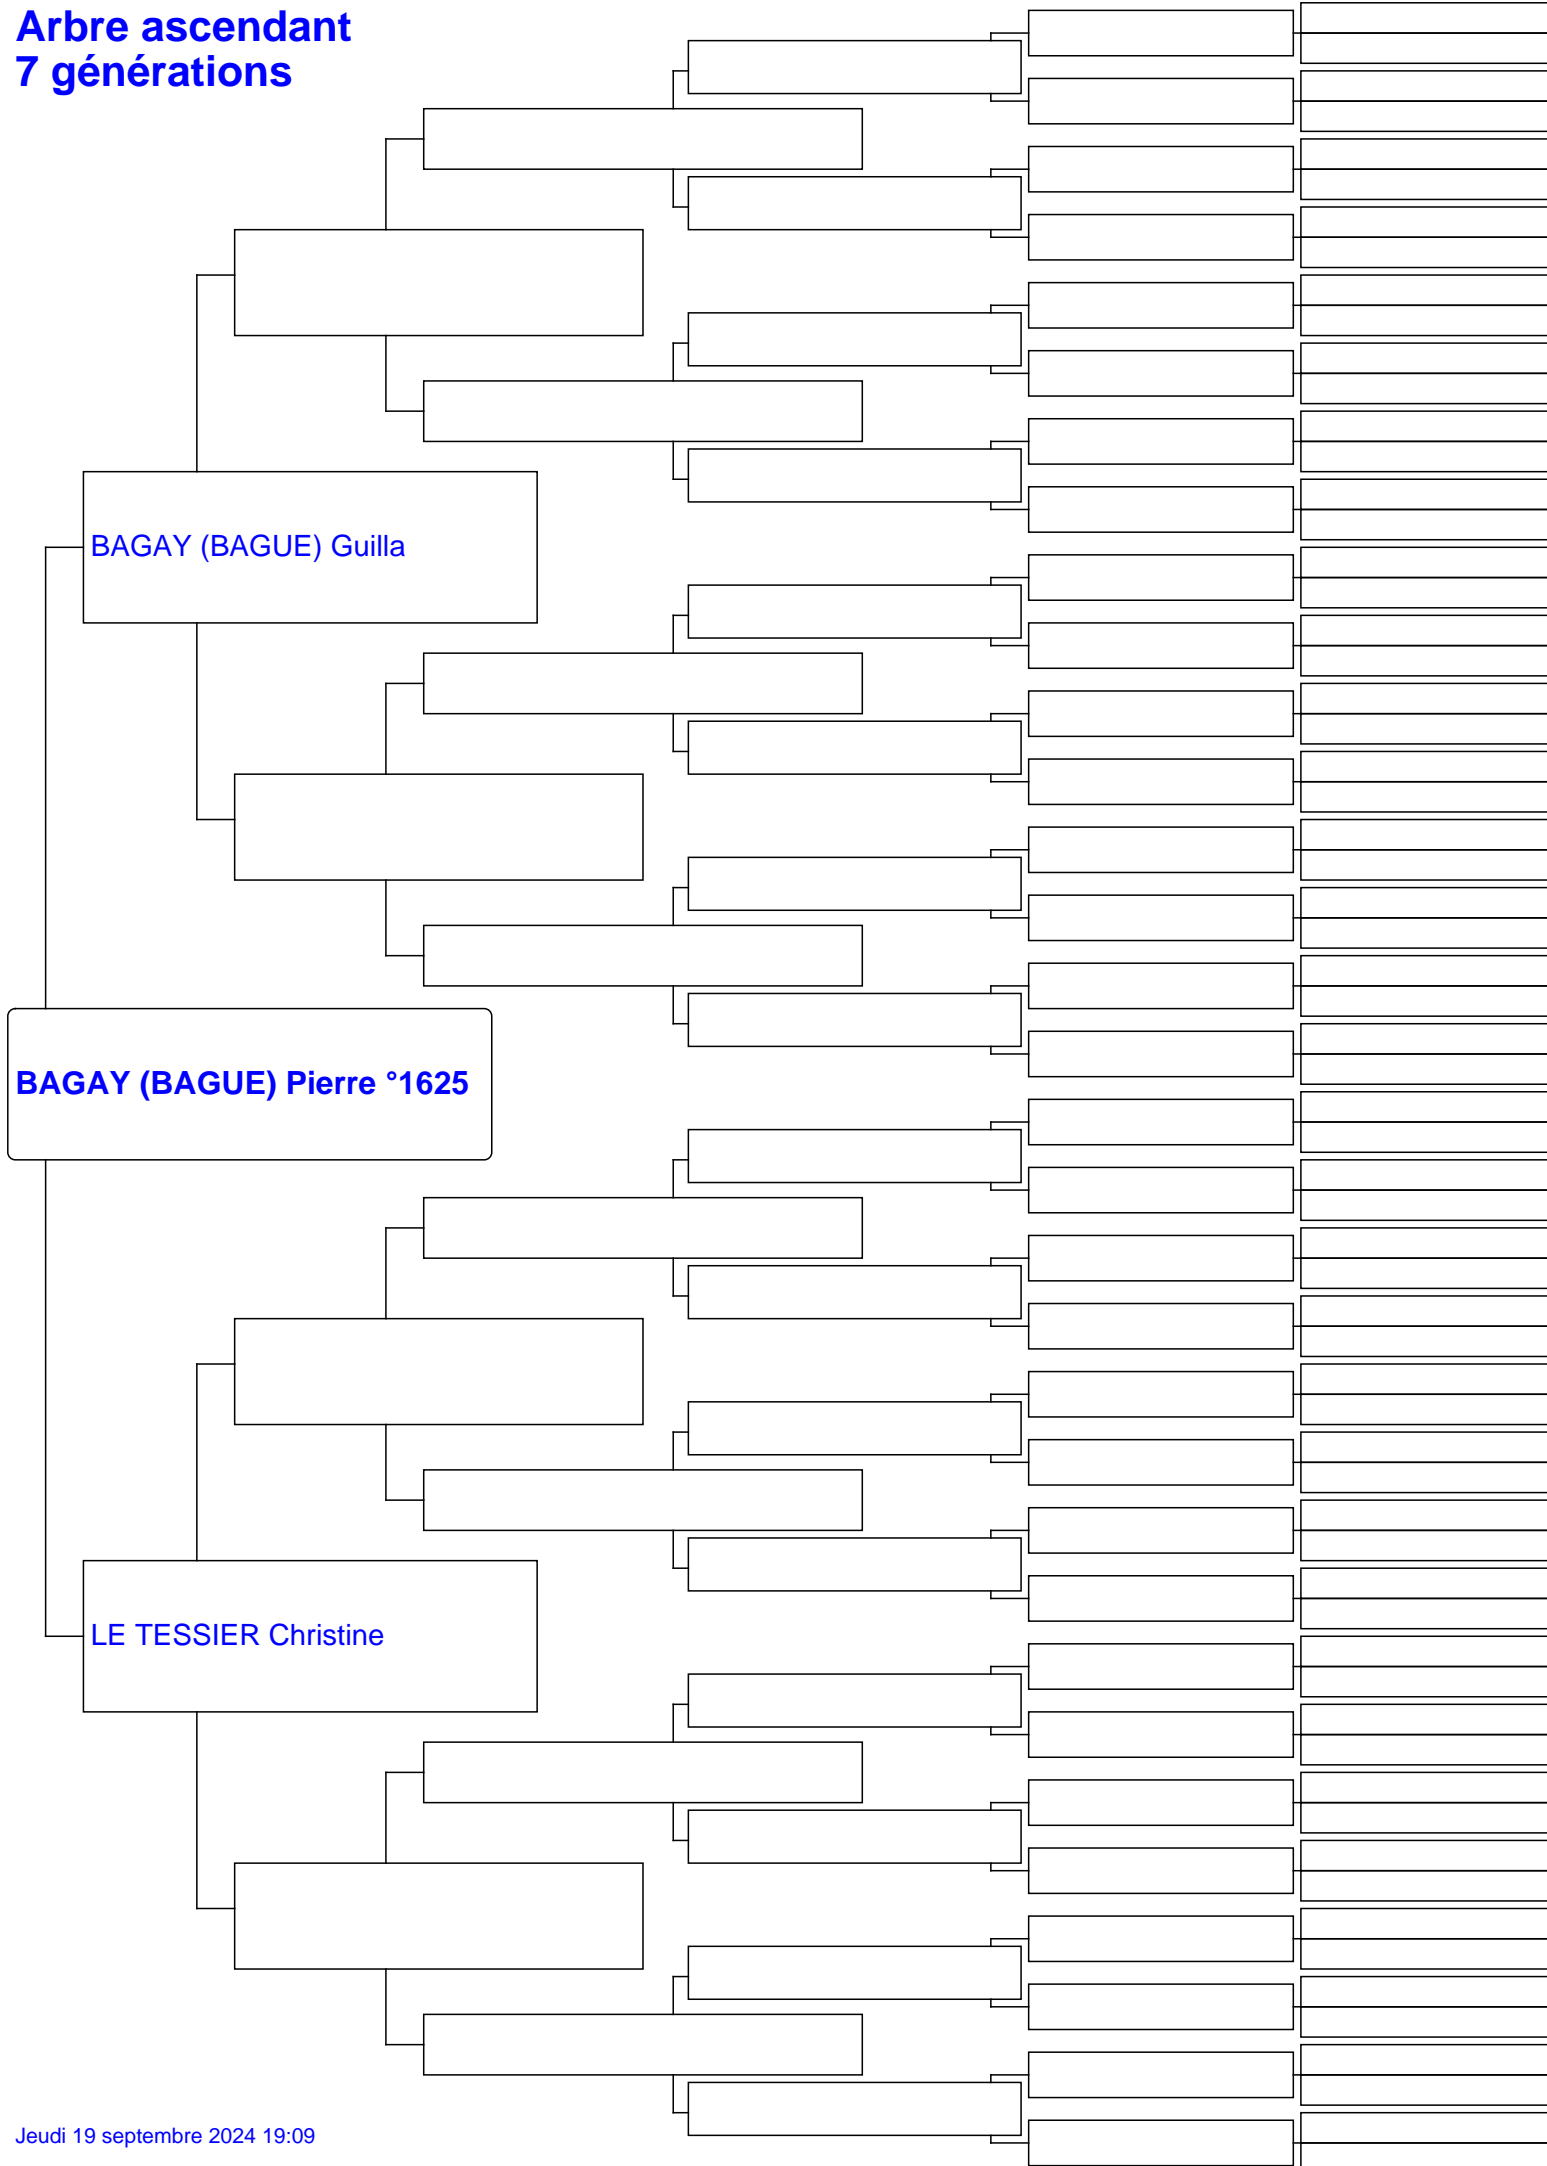 Arbre ascendant
7 générations
BAGAY (BAGUE) Guilla
BAGAY (BAGUE) Pierre °1625
LE TESSIER Christine
Jeudi 19 septembre 2024 19:09